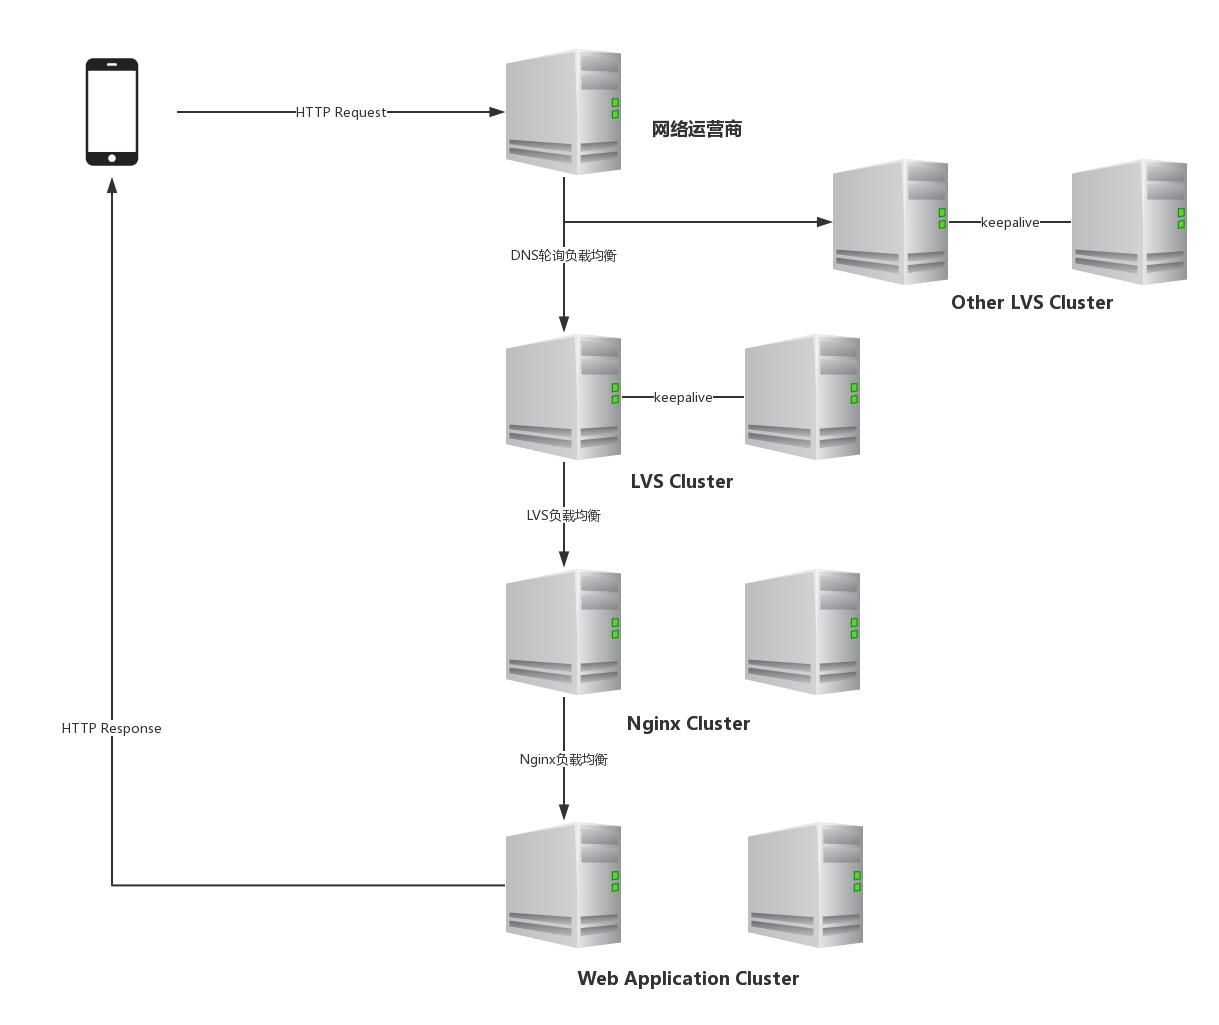 HTTP Request
网络运营商
keepalive
DNS轮询负载均衡
Other LVS Cluster
keepalive
LVS Cluster
LVS负载均衡
Nginx Cluster
HTTP Response
Nginx负载均衡
Web Application Cluster